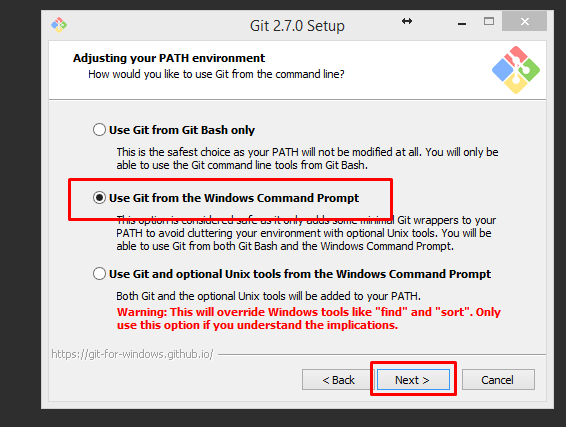 Git 2.7.0 Setup
Adjusting your PATH environment
How would you like to use Git from the command line?
Use Git from Git Bash only
This is the safest choice as your PATH will not be modified at all. You will only be
able to use the Git command line tools from Git Bash.
Use Git from the Windows Command Prompt
This option is considered safe as it only adds some minimal Git wrappers to your
PATH to avoid cluttering your environment with optional Unix tools. You will be
able to use Git from both Git Bash and the Windows Command Prompt.
Use Git and optional Unix tools from the Windows Command Prompt
Both Git and the optional Unix tools will be added to your PATH.
Warning: This will override Windows tools like "find" and "sort". Only
use this option if you understand the implications.
https://git-for-windows.github.io/
< Back Next > Cancel